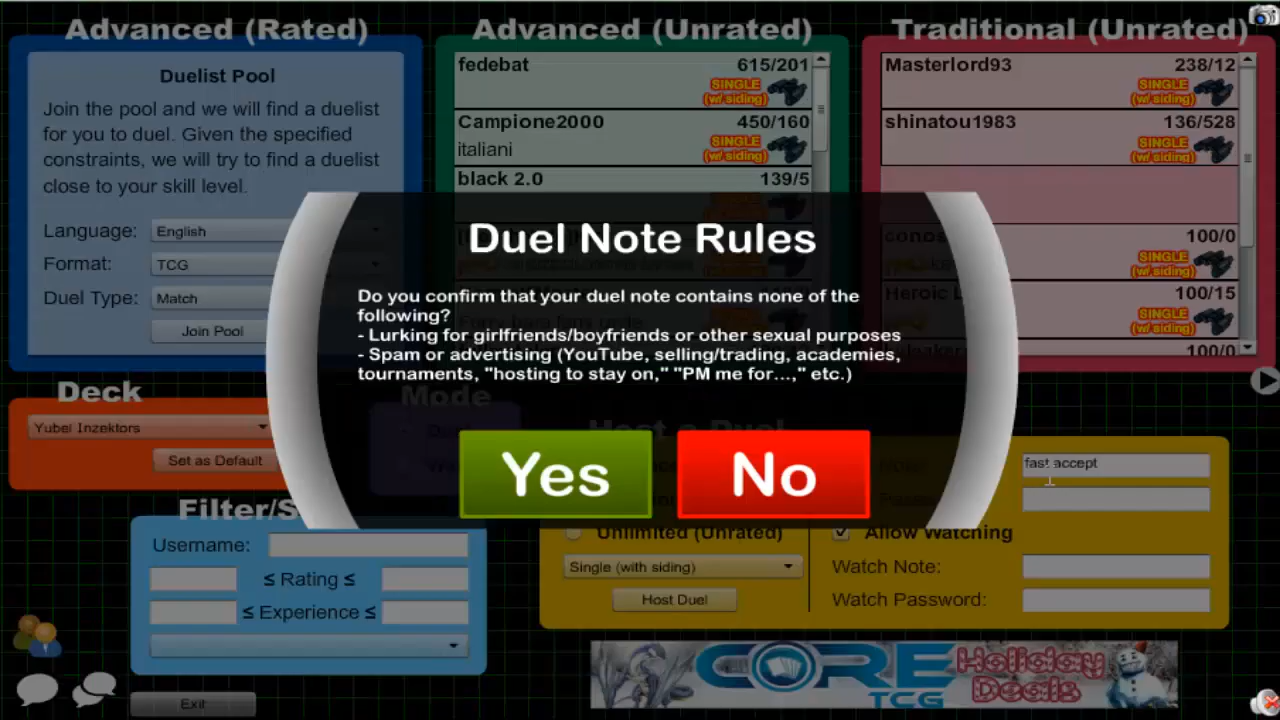 Advanced (Rated)
Duelist Pool
Join the pool and we will find a duelist
for you to duel. Given the specified
constraints, we will try to find a duelist
close to your skill level.
Language: English
Format: TCG
Duel Type: Match
Join Pool
Advanced (Unrated)
fedebat 615/201
SINGLE
(w/ siding)
Campione2000 450/160
italiani
SINGLE
(w/ siding)
black 2.0 139/5
Traditional (Unrated)
Masterlord93 238/12
SINGLE
(w/ siding)
shinatou1983 136/528
SINGLE
(w/ siding)
100/0
SINGLE
(w/ siding)
Heroic 100/15
SINGLE
(w/ siding)
100/0
Duel Note Rules
Do you confirm that your duel note contains none of the
following?
- Lurking for girlfriends/boyfriends or other sexual purposes
- Spam or advertising (YouTube, selling/trading, academies,
tournaments, "hosting to stay on," "PM me for...," etc.)
Yes No
Deck
Yubel Inzektors
Set as Default
Mode
Host a Duel
fast accept
Unlimited (Unrated)
Single (with siding)
Host Duel
Allow Watching
Watch Note:
Watch Password:
Username:
≤ Rating ≤
≤ Experience ≤
Exit
CORE
TCG
Holiday
Deals